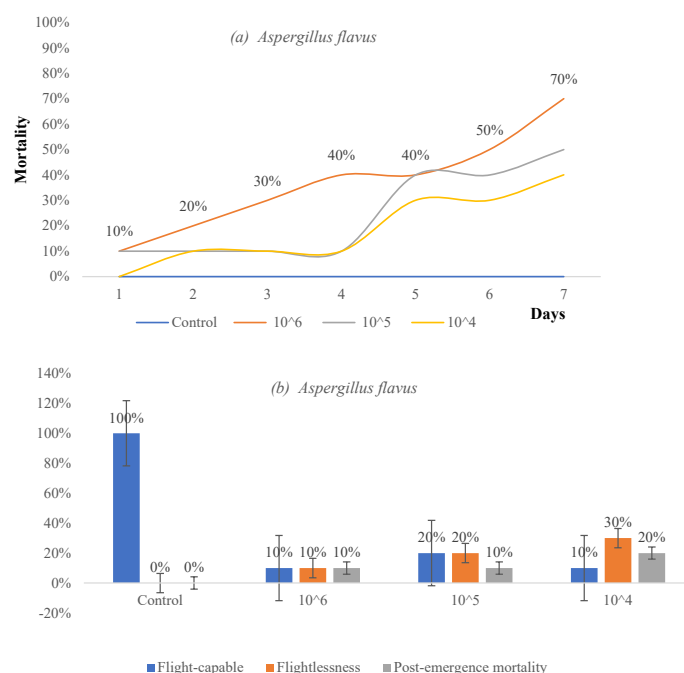 (a) Aspergillus flavus
Mortality
100%
90%
80%
70%
60%
50%
40%
30%
20%
10%
0%
10%
20%
30%
40%
40%
50%
70%
1 2 3 4 5 6 7
Days
Control 10^6 10^5 10^4
(b) Aspergillus flavus
140%
120%
100%
80%
60%
40%
20%
0%
-20%
100% 0% 0%
10% 10% 10%
20% 20% 10%
10% 30% 20%
Control 10^6 10^5 10^4
Flight-capable Flightlessness Post-emergence mortality